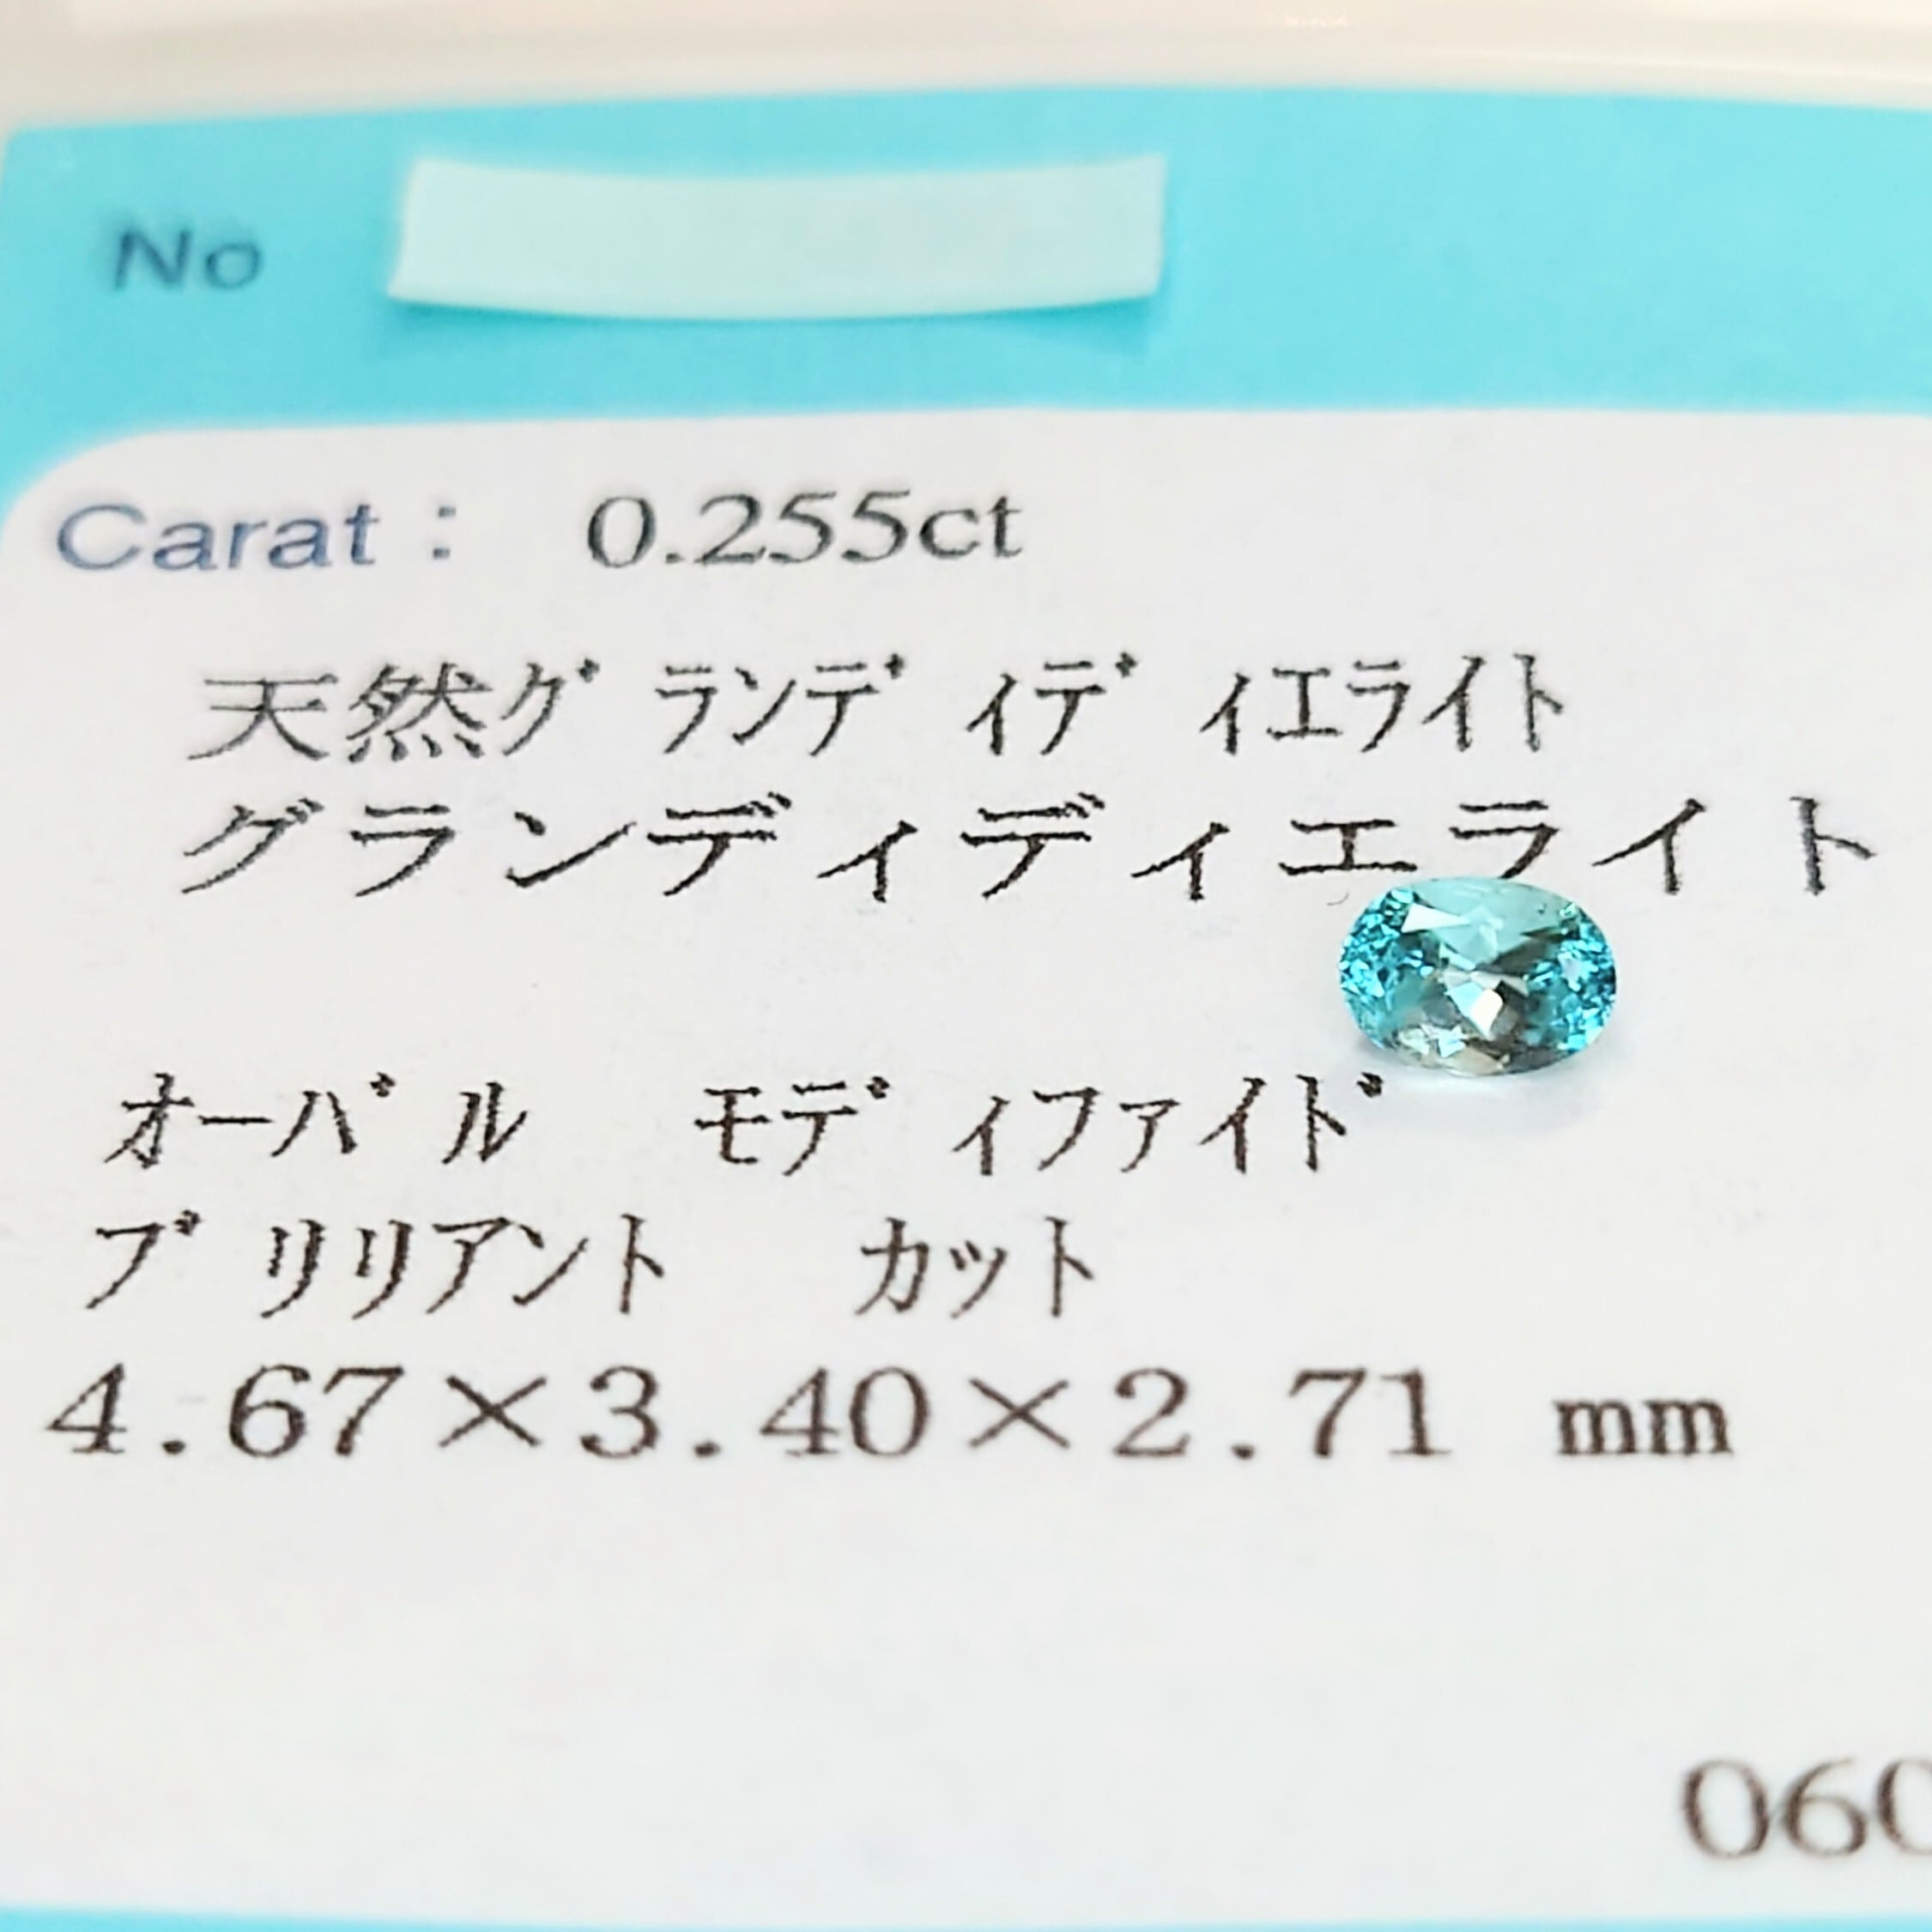 No
Carat : 0.255ct
天然ｸﾞﾗﾝﾃﾞｨﾃﾞｨｴﾗｲﾄ
グランディディエライト
ｵｰﾊﾞﾙ ﾓﾃﾞｨﾌｧｲﾄﾞ
ﾌﾞﾘﾘｱﾝﾄ ｶｯﾄ
4.67×3.40×2.71 mm
060